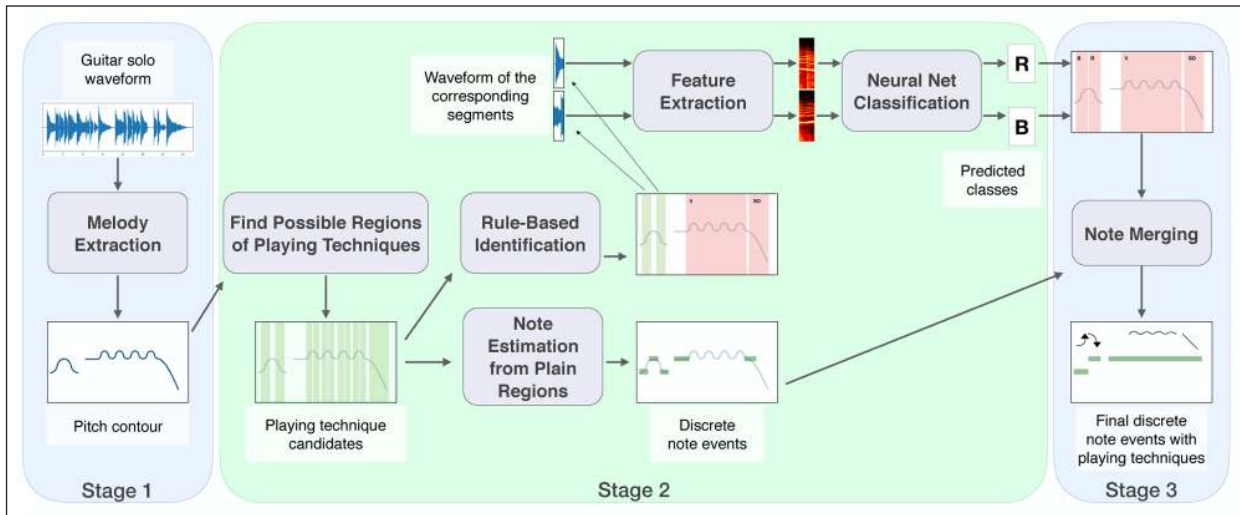 Guitar solo
waveform
Melody
Extraction
Pitch contour
Stage 1
Waveform of the
corresponding
segments
Feature
Extraction
Neural Net
Classification
R
B
Predicted
classes
Find Possible Regions
of Playing Techniques
Rule-Based
Identification
V
SD
Playing technique
candidates
Note
Estimation
from Plain
Regions
Discrete
note events
Stage 2
B R V SD
Note Merging
Final discrete
note events with
playing techniques
Stage 3